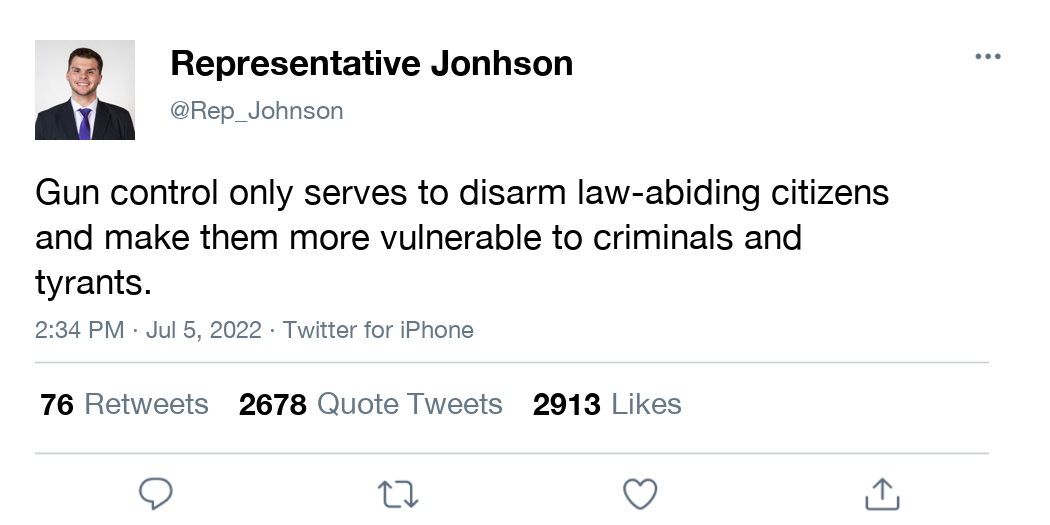 Representative Jonhson
@Rep_Johnson
Gun control only serves to disarm law-abiding citizens
and make them more vulnerable to criminals and
tyrants.
2:34 PM · Jul 5, 2022 · Twitter for iPhone
76 Retweets 2678 Quote Tweets 2913 Likes